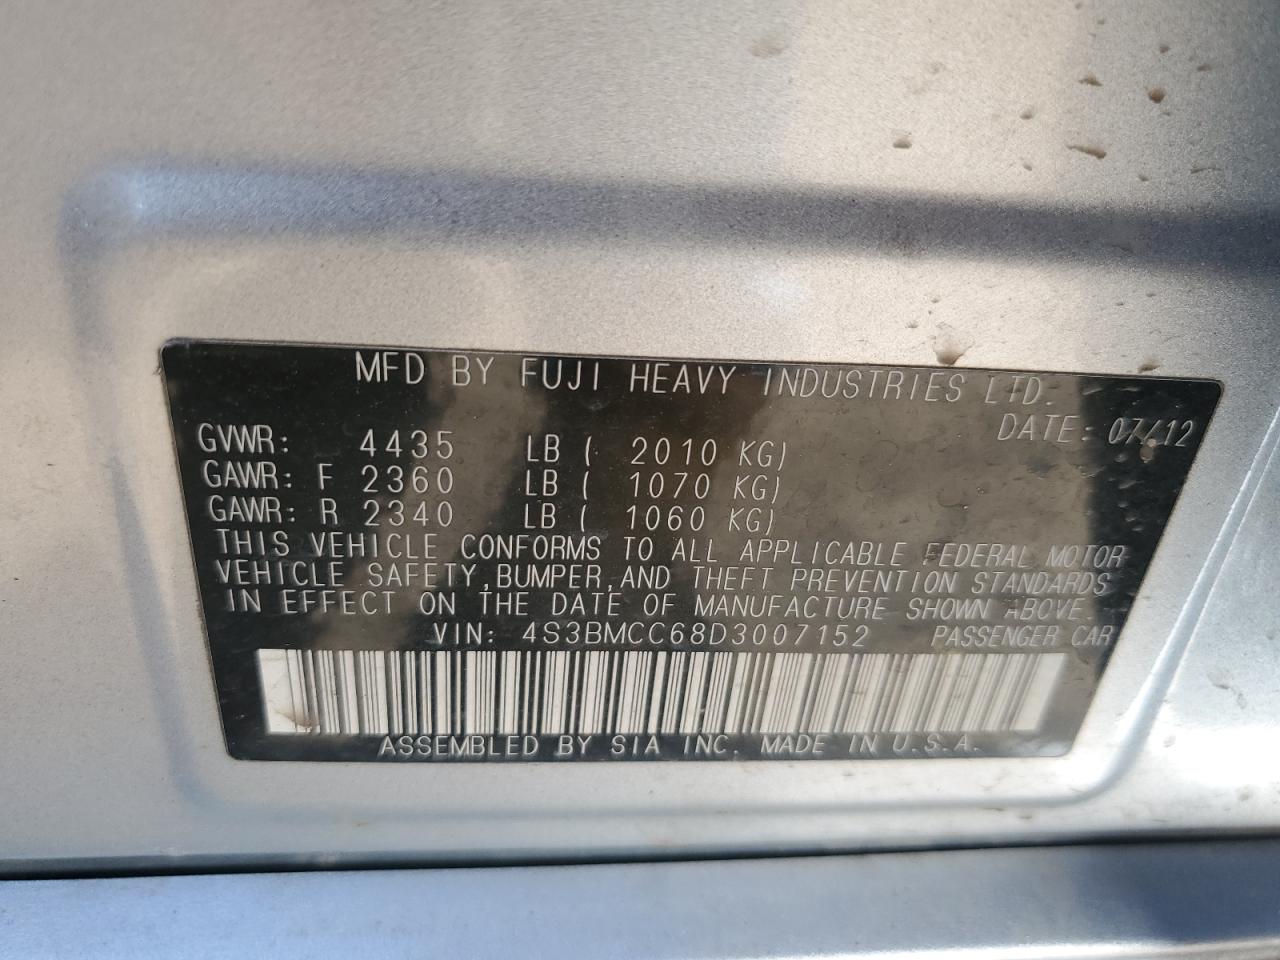 MFD BY FUJI HEAVY INDUSTRIES LTD.
DATE: 07/12
GVWR: 4435 LB ( 2010 KG)
GAWR: F 2360 LB ( 1070 KG)
GAWR: R 2340 LB ( 1060 KG)
THIS VEHICLE CONFORMS TO ALL APPLICABLE FEDERAL MOTOR
VEHICLE SAFETY, BUMPER, AND THEFT PREVENTION STANDARDS
IN EFFECT ON THE DATE OF MANUFACTURE SHOWN ABOVE.
VIN: 4S3BMCC68D3007152 PASSENGER CAR
ASSEMBLED BY SIA INC. MADE IN U.S.A.